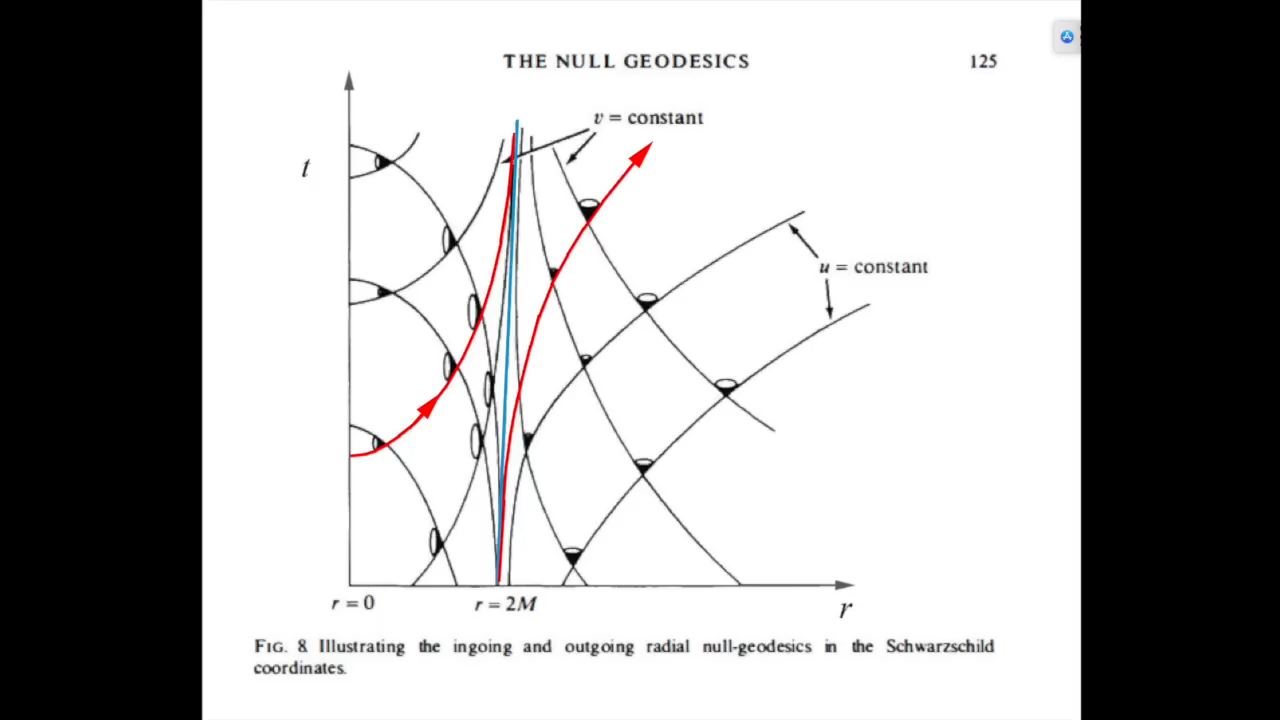 THE NULL GEODESICS 125
v = constant
t
u = constant
r = 0 r = 2M r
FIG. 8. Illustrating the ingoing and outgoing radial null-geodesics in the Schwarzschild
coordinates.